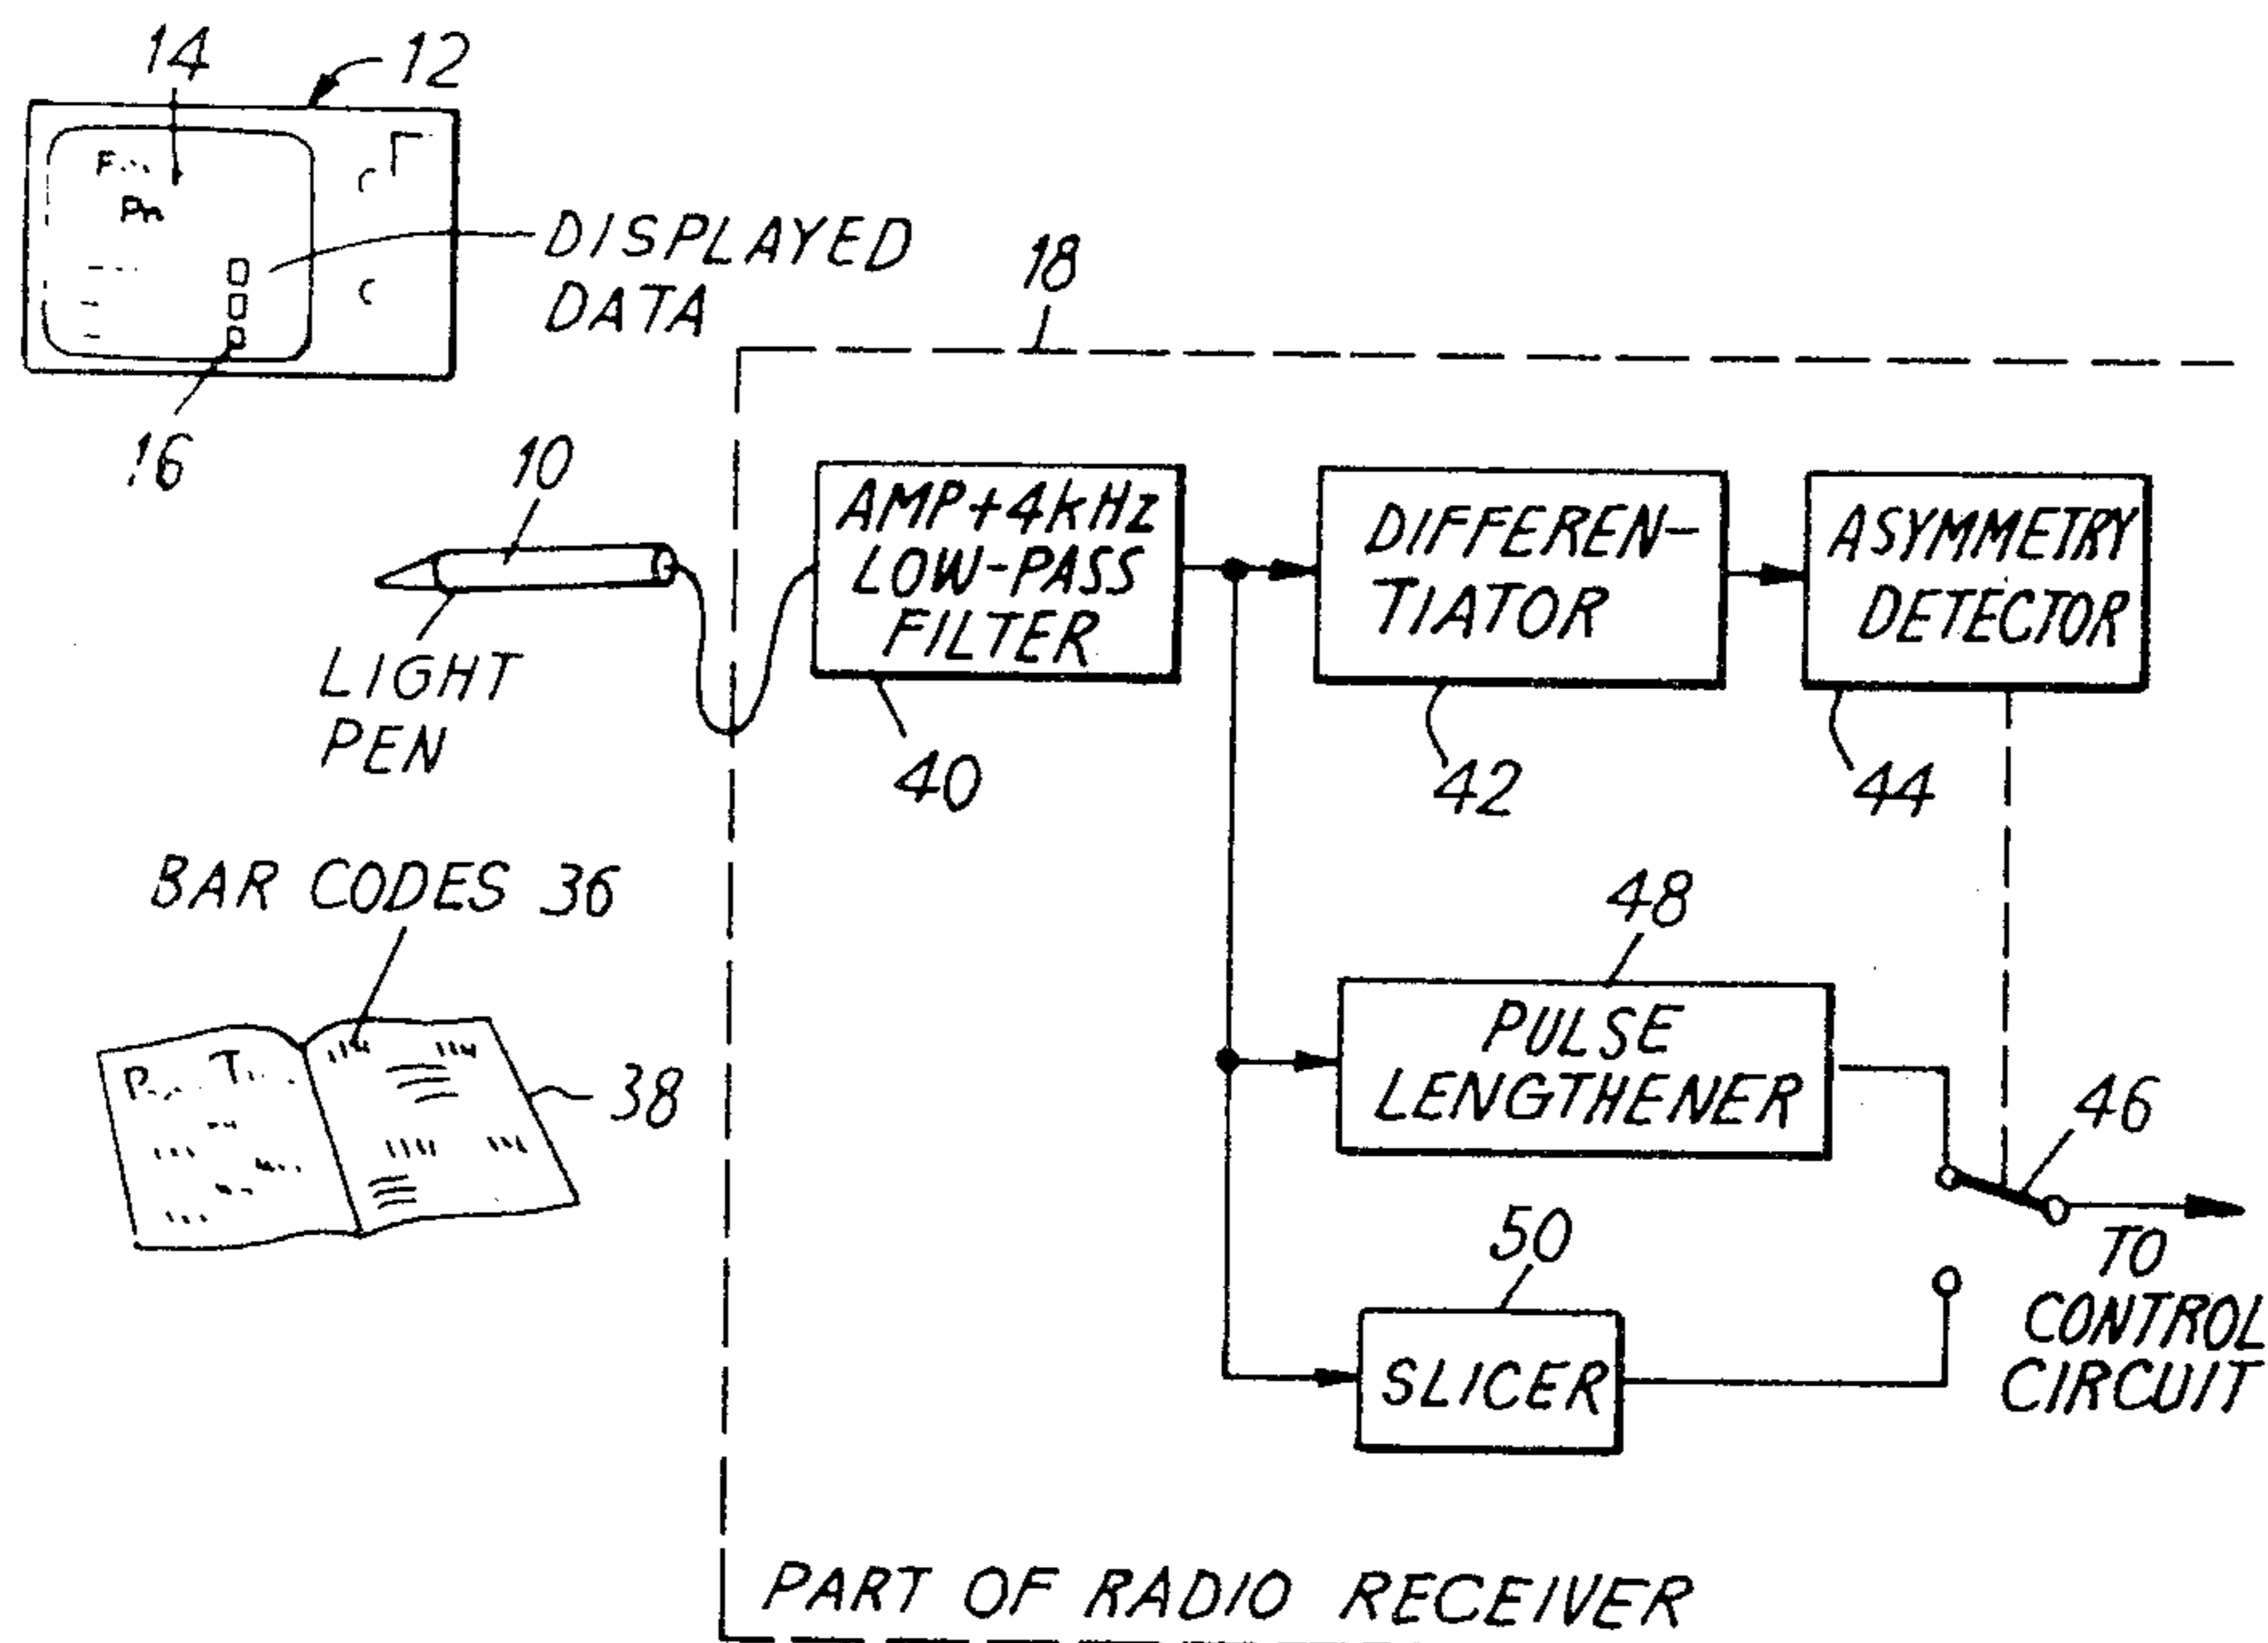 14
12
DISPLAYED
DATA
18
16
10
LIGHT
PEN
AMP+4kHz
LOW-PASS
FILTER
40
DIFFEREN-
TIATOR
42
ASYMMETRY
DETECTOR
44
BAR CODES 36
38
48
PULSE
LENGTHENER
46
50
SLICER
TO
CONTROL
CIRCUIT
PART OF RADIO RECEIVER